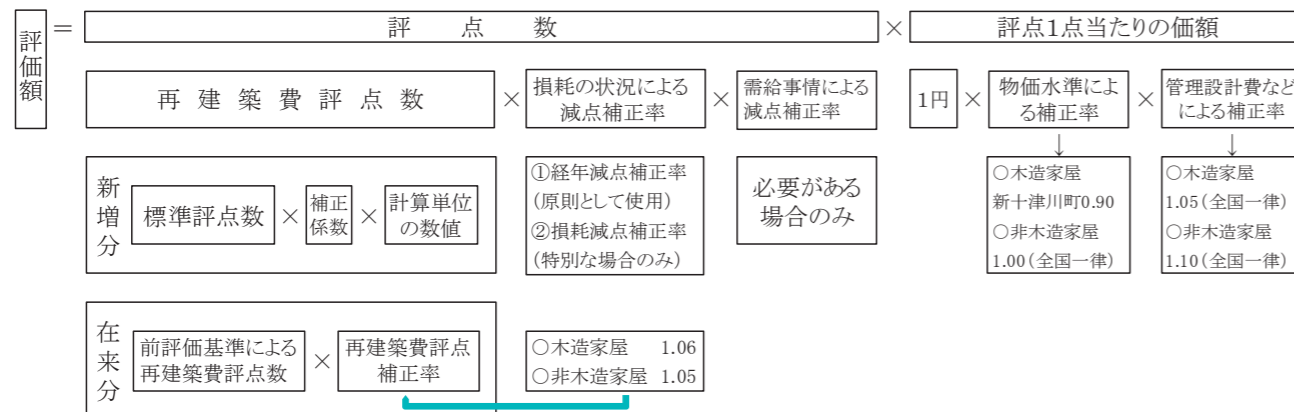 評価額
=
評点数
×
評点1点当たりの価額
再建築費評点数
×
損耗の状況による
減点補正率
×
需給事情による
減点補正率
1円
×
物価水準によ
る補正率
×
管理設計費など
による補正率
↓
↓
新増分
標準評点数
×
補正
係数
×
計算単位
の数値
①経年減点補正率
(原則として使用)
②損耗減点補正率
(特別な場合のみ)
必要がある
場合のみ
○木造家屋
新十津川町0.90
○非木造家屋
1.00(全国一律)
○木造家屋
1.05(全国一律)
○非木造家屋
1.10(全国一律)
在来分
前評価基準による
再建築費評点数
×
再建築費評点
補正率
○木造家屋 1.06
○非木造家屋 1.05